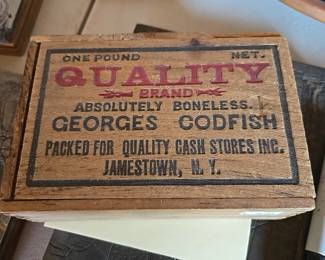 ONE POUND NET.
QUALITY
BRAND
ABSOLUTELY BONELESS.
GEORGES CODFISH
PACKED FOR QUALITY CASH STORES INC.
JAMESTOWN, N.Y.